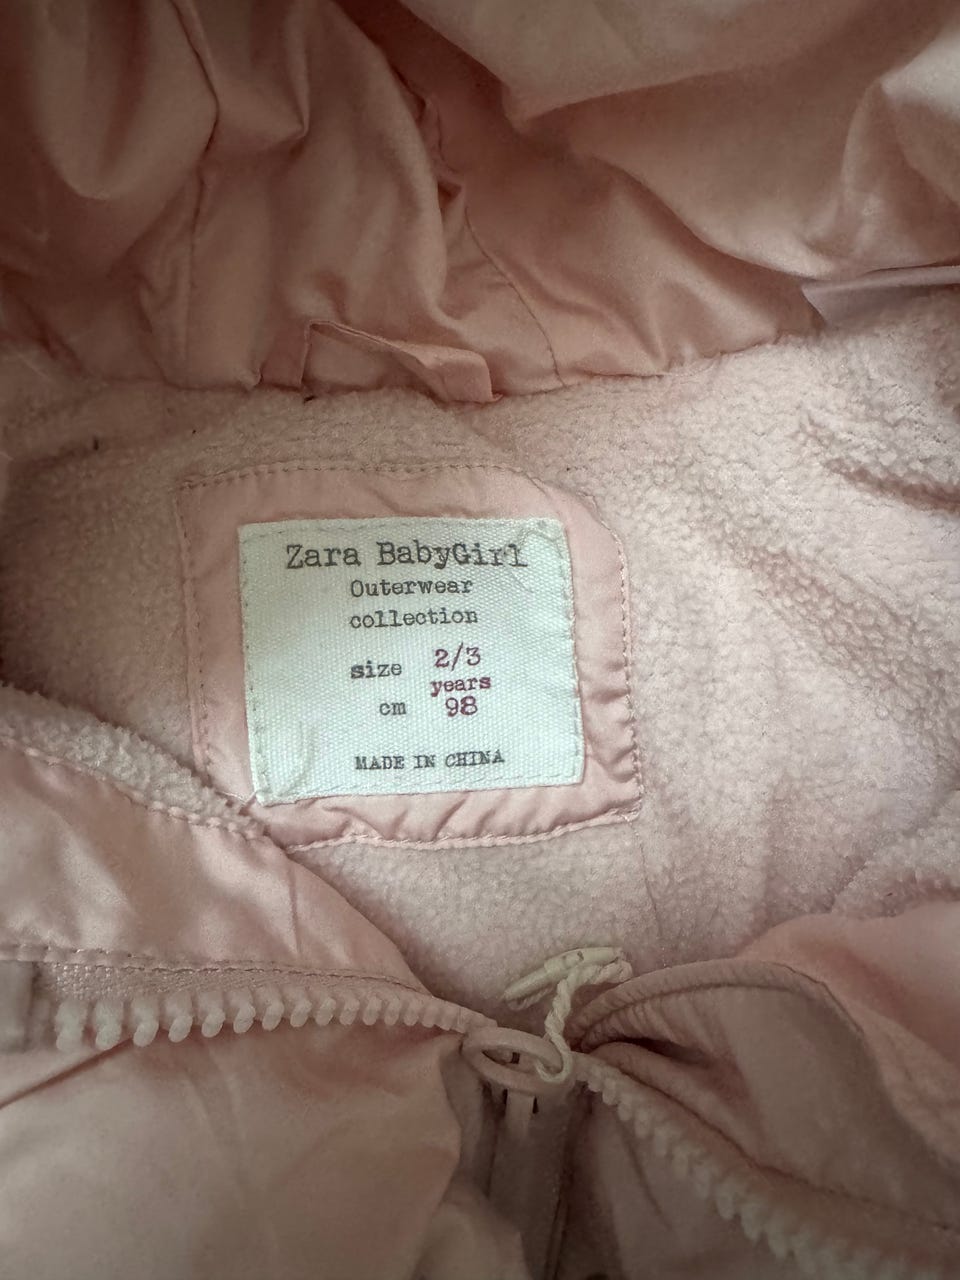 Zara BabyGirl
Outerwear
collection
size 2/3
years
cm 98
MADE IN CHINA